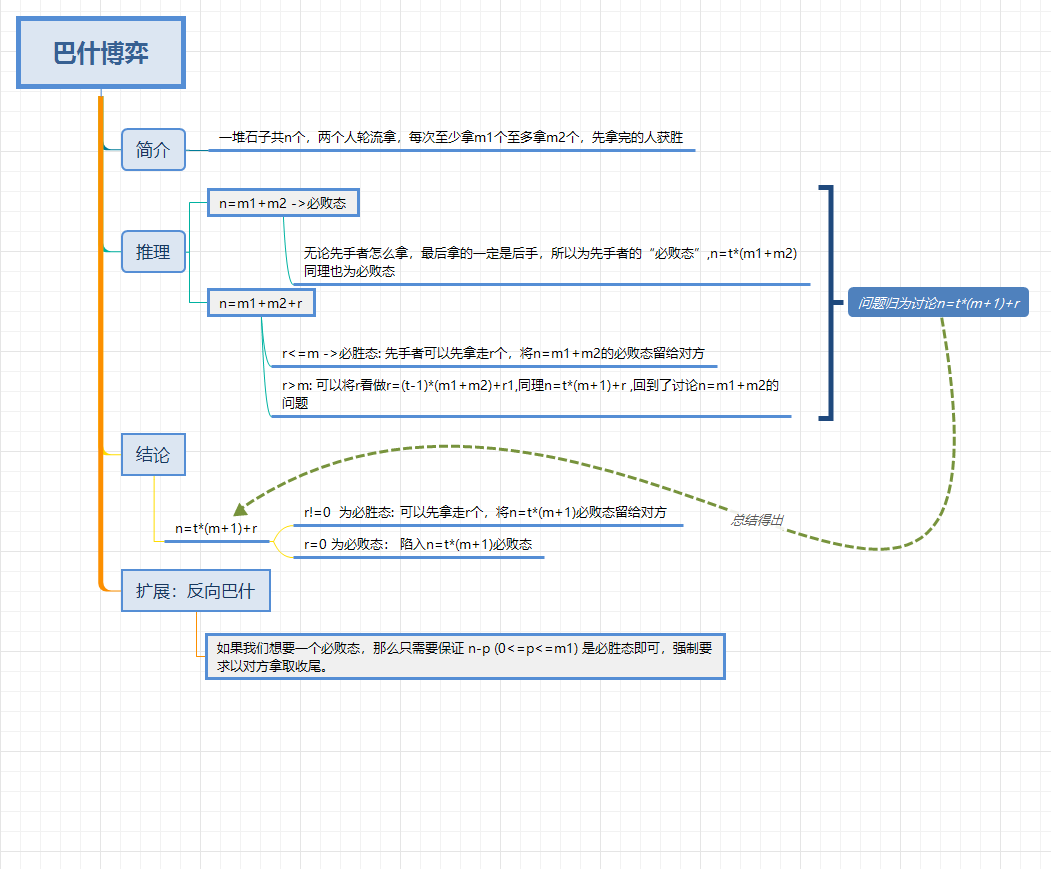 巴什博弈
简介
一堆石子共n个，两个人轮流拿，每次至少拿m1个至多拿m2个，先拿完的人获胜
推理
n=m1+m2 ->必败态
无论先手者怎么拿，最后拿的一定是后手，所以为先手者的“必败态”,n=t*(m1+m2)
同理也为必败态
n=m1+m2+r
r<=m ->必胜态: 先手者可以先拿走r个，将n=m1+m2的必败态留给对方
r>m: 可以将r看做r=(t-1)*(m1+m2)+r1,同理n=t*(m+1)+r ,回到了讨论n=m1+m2的
问题
问题归为讨论n=t*(m+1)+r
结论
n=t*(m+1)+r
r!=0 为必胜态: 可以先拿走r个，将n=t*(m+1)必败态留给对方
r=0 为必败态： 陷入n=t*(m+1)必败态
总结得出
扩展：反向巴什
如果我们想要一个必败态，那么只需要保证 n-p (0<=p<=m1) 是必胜态即可，强制要
求以对方拿取收尾。